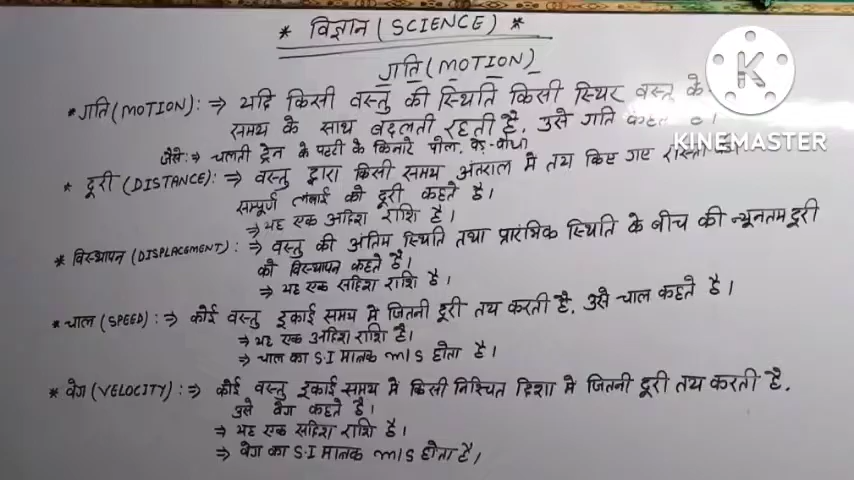 * विज्ञान (SCIENCE) *
गति (MOTION)
* गति (MOTION): ⇒ यदि किसी वस्तु की स्थिति किसी स्थिर वस्तु के
समय के साथ बदलती रहती है, उसे गति कहते
जैसे: ⇒ चलती ट्रेन के पटरी के किनारे पोल,
* दूरी (DISTANCE): ⇒ वस्तु द्वारा किसी समय अंतराल में तय किए गए रास्तों
सम्पूर्ण लंबाई को दूरी कहते है।
⇒ यह एक अदिश राशि है।
* विस्थापन (DISPLACMENT): ⇒ वस्तु की अंतिम स्थिति तथा प्रारंभिक स्थिति के बीच की न्यूनतम दूरी
को विस्थापन कहते है।
⇒ यह एक सदिश राशि है।
* चाल (SPEED): ⇒ कोई वस्तु इकाई समय में जितनी दूरी तय करती है, उसे चाल कहते है।
⇒ यह एक अदिश राशि है।
⇒ चाल का S.I मात्रक m/s होता है।
* वेग (VELOCITY): ⇒ कोई वस्तु इकाई समय में किसी निश्चित दिशा में जितनी दूरी तय करती है,
उसे वेग कहते है।
⇒ यह एक सदिश राशि है।
⇒ वेग का S.I मात्रक m/s होता है,
K
KINEMASTER